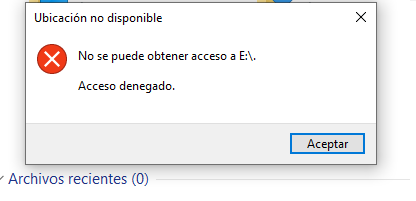 Ubicación no disponible
No se puede obtener acceso a E:\.
Acceso denegado.
Aceptar
Archivos recientes (0)